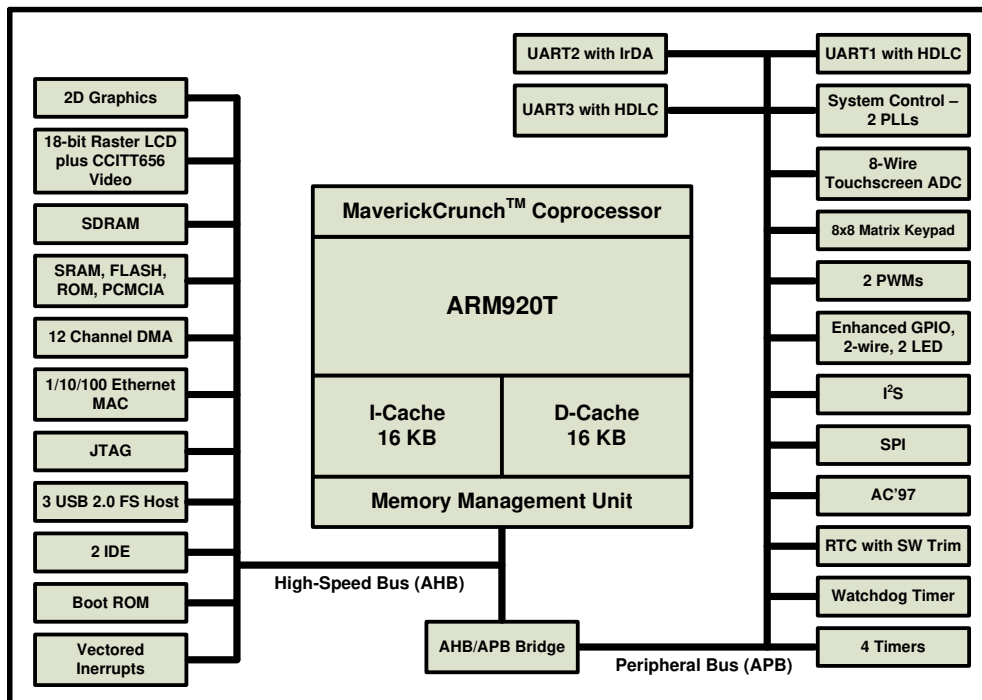 UART2 with IrDA
UART1 with HDLC
2D Graphics
UART3 with HDLC
System Control –
2 PLLs
18-bit Raster LCD
plus CCITT656
Video
8-Wire
Touchscreen ADC
MaverickCrunch™ Coprocessor
SDRAM
8x8 Matrix Keypad
SRAM, FLASH,
ROM, PCMCIA
ARM920T
2 PWMs
12 Channel DMA
Enhanced GPIO,
2-wire, 2 LED
1/10/100 Ethernet
MAC
I-Cache
16 KB
D-Cache
16 KB
I²S
JTAG
SPI
3 USB 2.0 FS Host
Memory Management Unit
AC'97
2 IDE
RTC with SW Trim
High-Speed Bus (AHB)
Boot ROM
Watchdog Timer
Vectored
Inerrupts
AHB/APB Bridge
Peripheral Bus (APB)
4 Timers